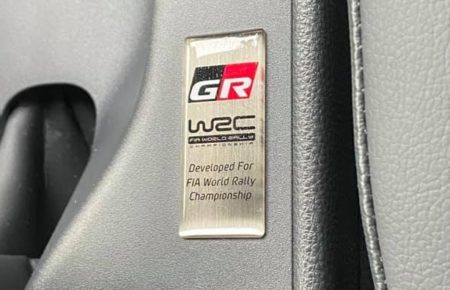 GR
WRC
FIA WORLD RALLY
CHAMPIONSHIP
Developed For
FIA World Rally
Championship